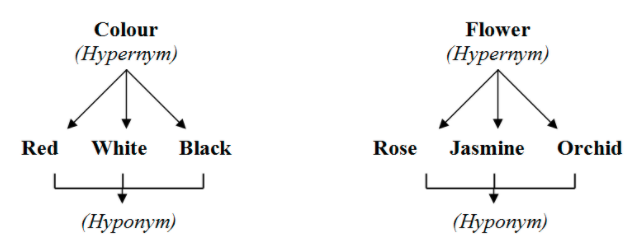 Colour
(Hypernym)
Red White Black
(Hyponym)
Flower
(Hypernym)
Rose Jasmine Orchid
(Hyponym)